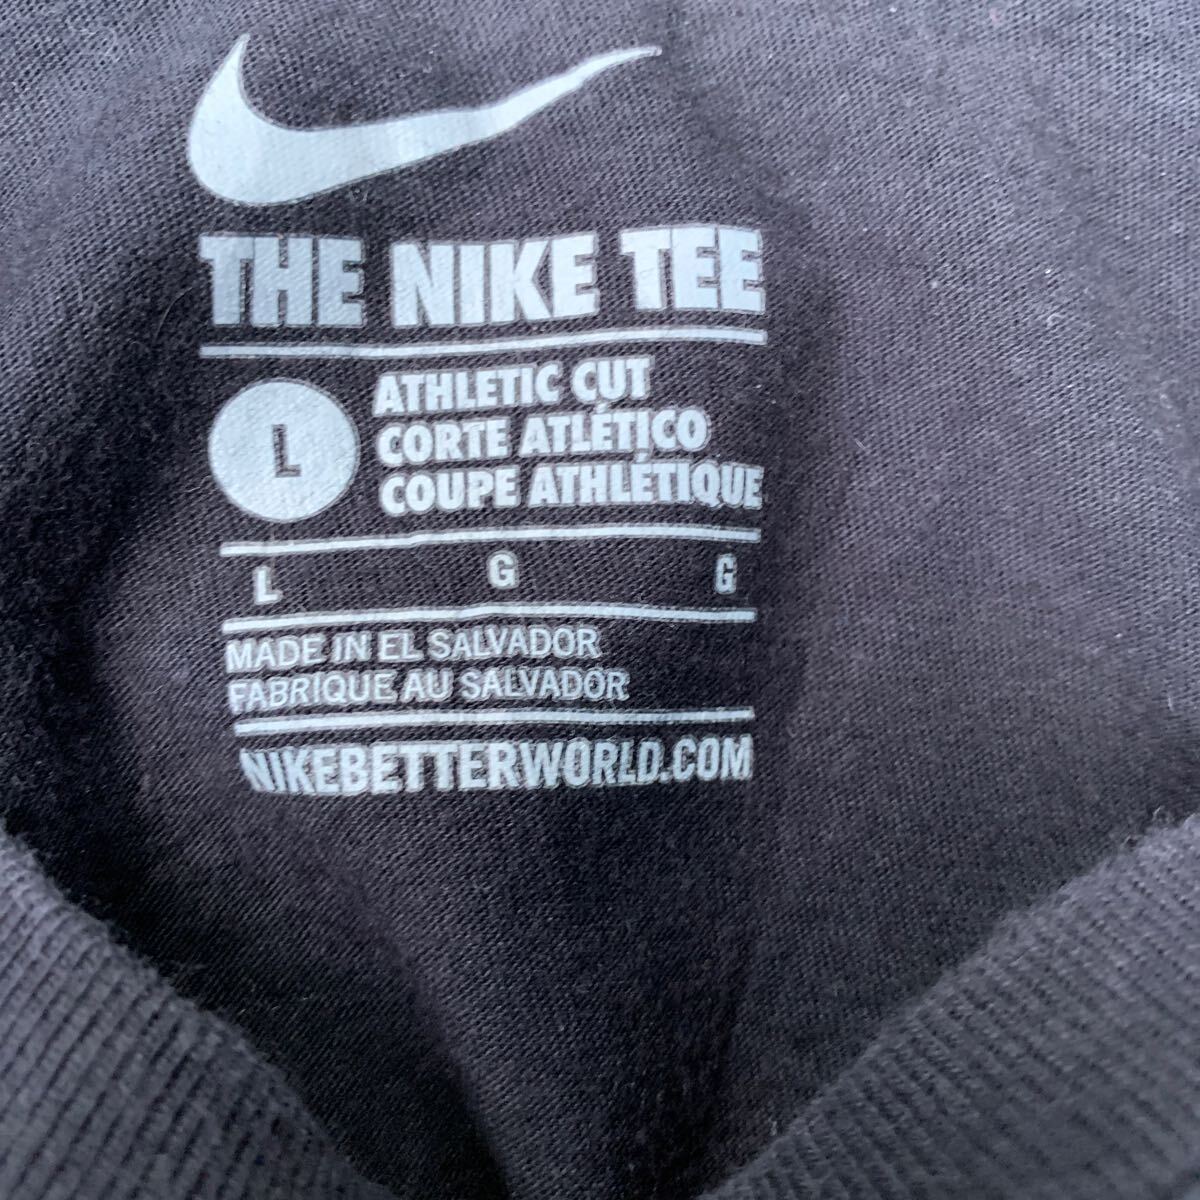 THE NIKE TEE
L
ATHLETIC CUT
CORTE ATLÉTICO
COUPE ATHLÉTIQUE
L G G
MADE IN EL SALVADOR
FABRIQUE AU SALVADOR
NIKEBETTERWORLD.COM